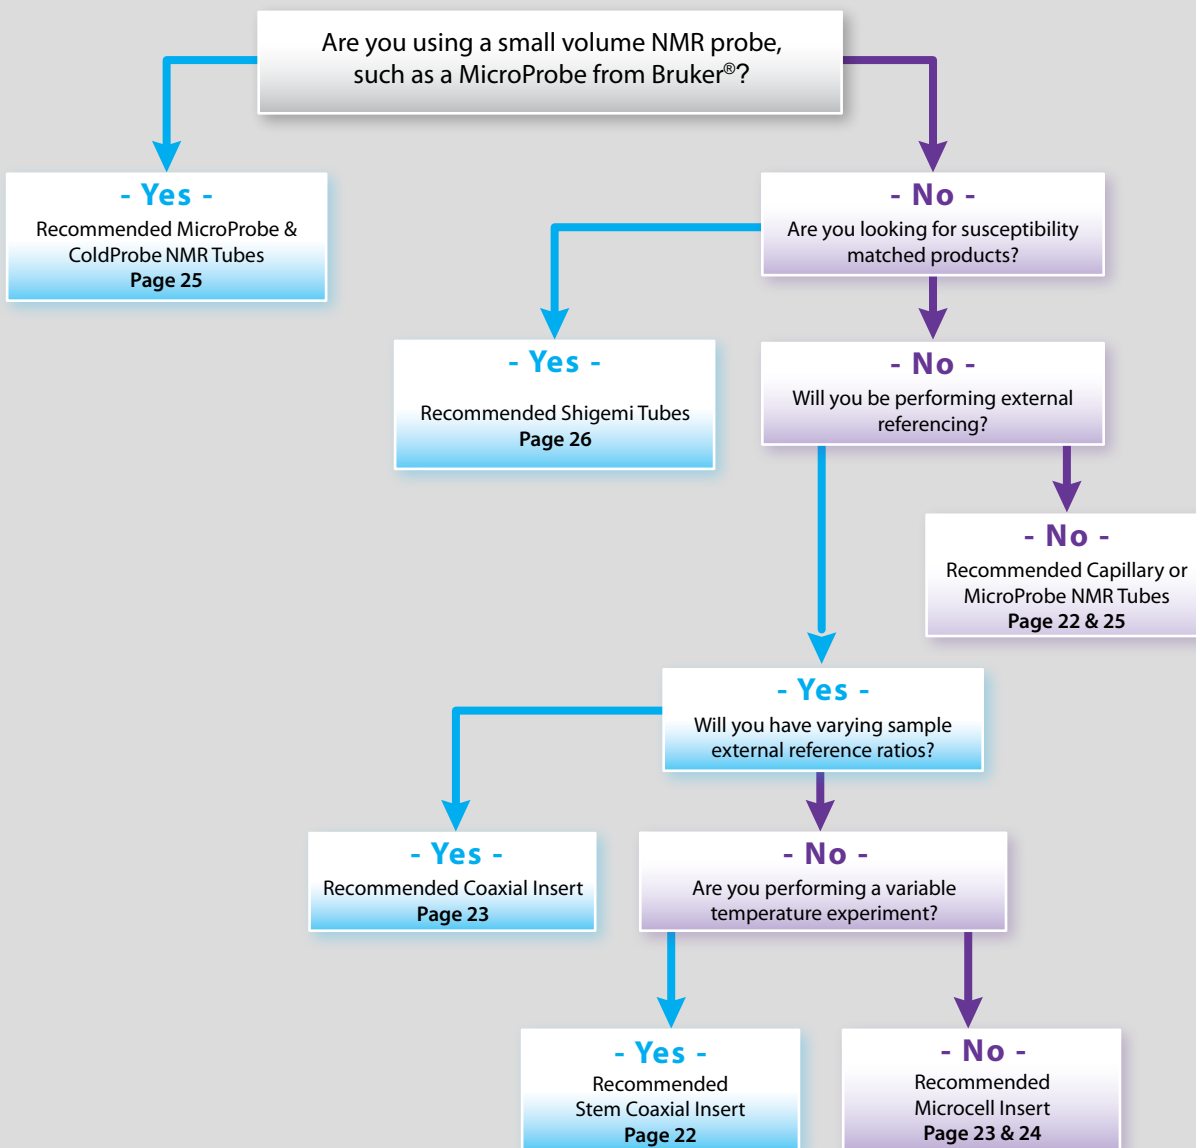 Are you using a small volume NMR probe,
such as a MicroProbe from Bruker®?
- Yes -
Recommended MicroProbe &
ColdProbe NMR Tubes
Page 25
- No -
Are you looking for susceptibility
matched products?
- Yes -
Recommended Shigemi Tubes
Page 26
- No -
Will you be performing external
referencing?
- No -
Recommended Capillary or
MicroProbe NMR Tubes
Page 22 & 25
- Yes -
Will you have varying sample
external reference ratios?
- Yes -
Recommended Coaxial Insert
Page 23
- No -
Are you performing a variable
temperature experiment?
- Yes -
Recommended
Stem Coaxial Insert
Page 22
- No -
Recommended
Microcell Insert
Page 23 & 24